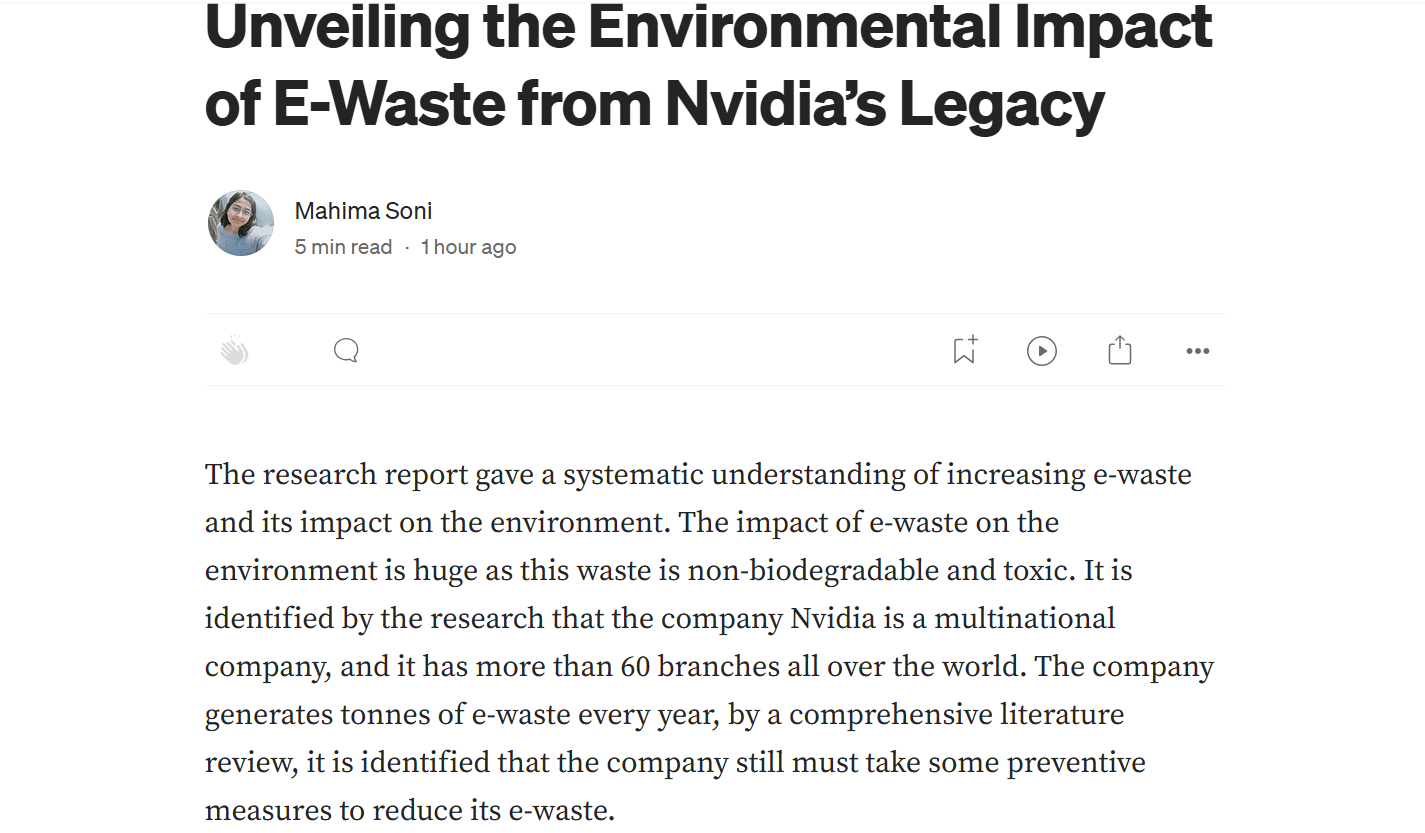 Unveiling the Environmental Impact
of E-Waste from Nvidia’s Legacy
Mahima Soni
5 min read · 1 hour ago
The research report gave a systematic understanding of increasing e-waste
and its impact on the environment. The impact of e-waste on the
environment is huge as this waste is non-biodegradable and toxic. It is
identified by the research that the company Nvidia is a multinational
company, and it has more than 60 branches all over the world. The company
generates tonnes of e-waste every year, by a comprehensive literature
review, it is identified that the company still must take some preventive
measures to reduce its e-waste.